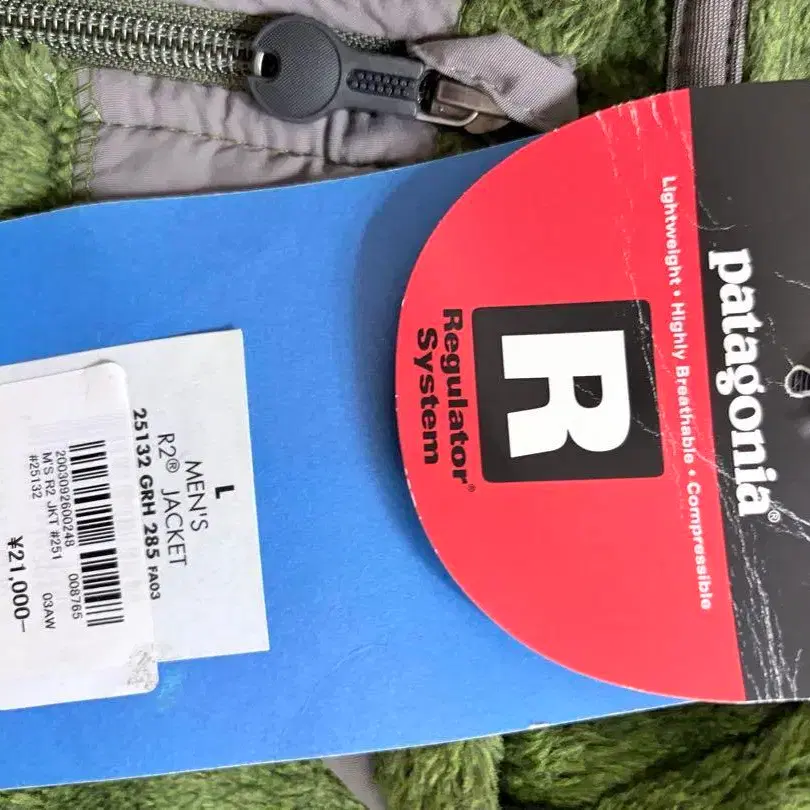 patagonia®
Lightweight • Highly Breathable • Compressible
R
Regulator®
System
L
MEN'S
R2® JACKET
25132 GRH 285 FA03
2003092600248 008765
M'S R2 JKT #251 03AW
#25132
¥21,000-